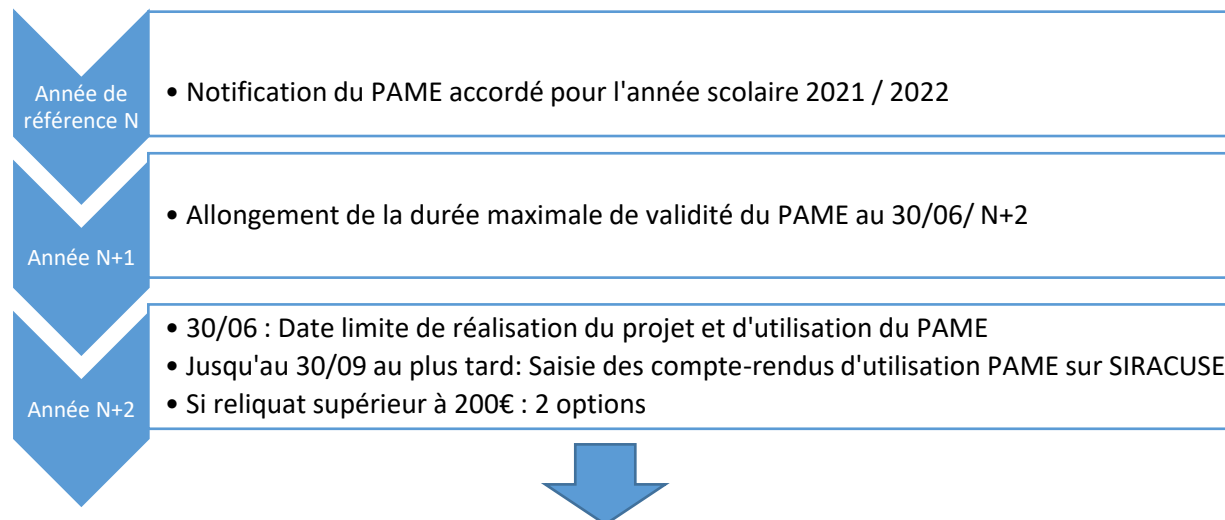 Année de
référence N
• Notification du PAME accordé pour l'année scolaire 2021 / 2022
Année N+1
• Allongement de la durée maximale de validité du PAME au 30/06/ N+2
Année N+2
• 30/06 : Date limite de réalisation du projet et d'utilisation du PAME
• Jusqu'au 30/09 au plus tard: Saisie des compte-rendus d'utilisation PAME sur SIRACUSE
• Si reliquat supérieur à 200€ : 2 options